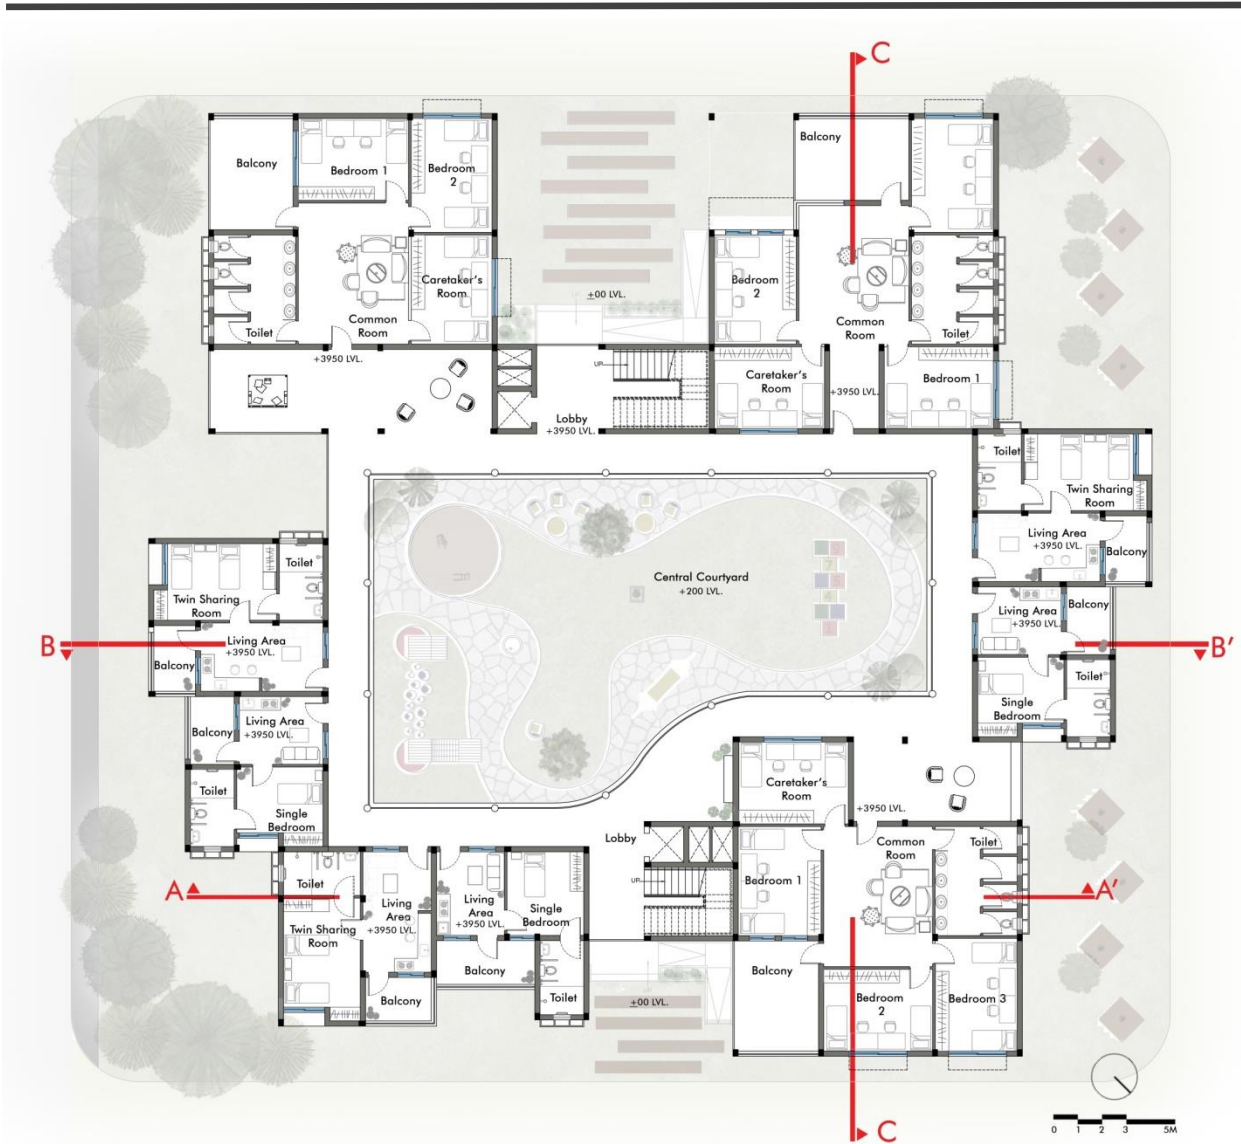 C
Balcony
Bedroom 1
Bedroom
2
Caretaker's
Room
Common
Room
Toilet
+3950 LVL.
±00 LVL.
UP
Lobby
+3950 LVL.
Balcony
Bedroom
2
Common
Room
Toilet
Caretaker's
Room
+3950 LVL.
Bedroom 1
Toilet
Twin Sharing
Room
Living Area
+3950 LVL.
Balcony
Living Area
+3950 LVL.
Balcony
Single
Bedroom
Toilet
B'
Central Courtyard
+200 LVL.
Toilet
Twin Sharing
Room
B
Living Area
+3950 LVL.
Balcony
Living Area
+3950 LVL.
Balcony
Toilet
Single
Bedroom
A
Toilet
Twin Sharing
Room
Living
Area
+3950 LVL.
Balcony
Living
Area
+3950 LVL.
Single
Bedroom
Balcony
Toilet
Lobby
UP
±00 LVL.
Caretaker's
Room
+3950 LVL.
Common
Room
Toilet
Bedroom 1
A'
Balcony
Bedroom
2
Bedroom 3
C
0 1 2 3 5M